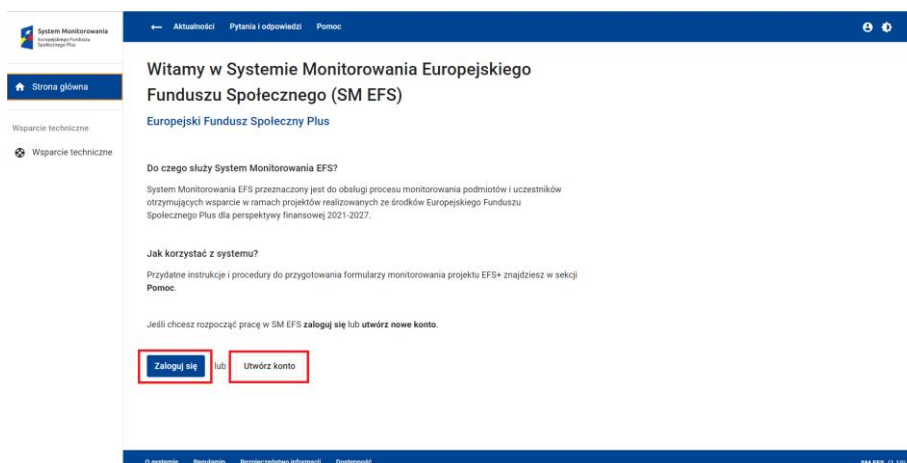 System Monitorowania
Europejskiego Funduszu
Społecznego Plus
Aktualności Pytania i odpowiedzi Pomoc
Strona główna
Wsparcie techniczne
Wsparcie techniczne
Witamy w Systemie Monitorowania Europejskiego
Funduszu Społecznego (SM EFS)
Europejski Fundusz Społeczny Plus
Do czego służy System Monitorowania EFS?
System Monitorowania EFS przeznaczony jest do obsługi procesu monitorowania podmiotów i uczestników
otrzymujących wsparcie w ramach projektów realizowanych ze środków Europejskiego Funduszu
Społecznego Plus dla perspektywy finansowej 2021-2027.
Jak korzystać z systemu?
Przydatne instrukcje i procedury do przygotowania formularzy monitorowania projektu EFS+ znajdziesz w sekcji
Pomoc.
Jeśli chcesz rozpocząć pracę w SM EFS zaloguj się lub utwórz nowe konto.
Zaloguj się lub Utwórz konto
O systemie Regulamin Bezpieczeństwo informacji Dostępność SM EFS